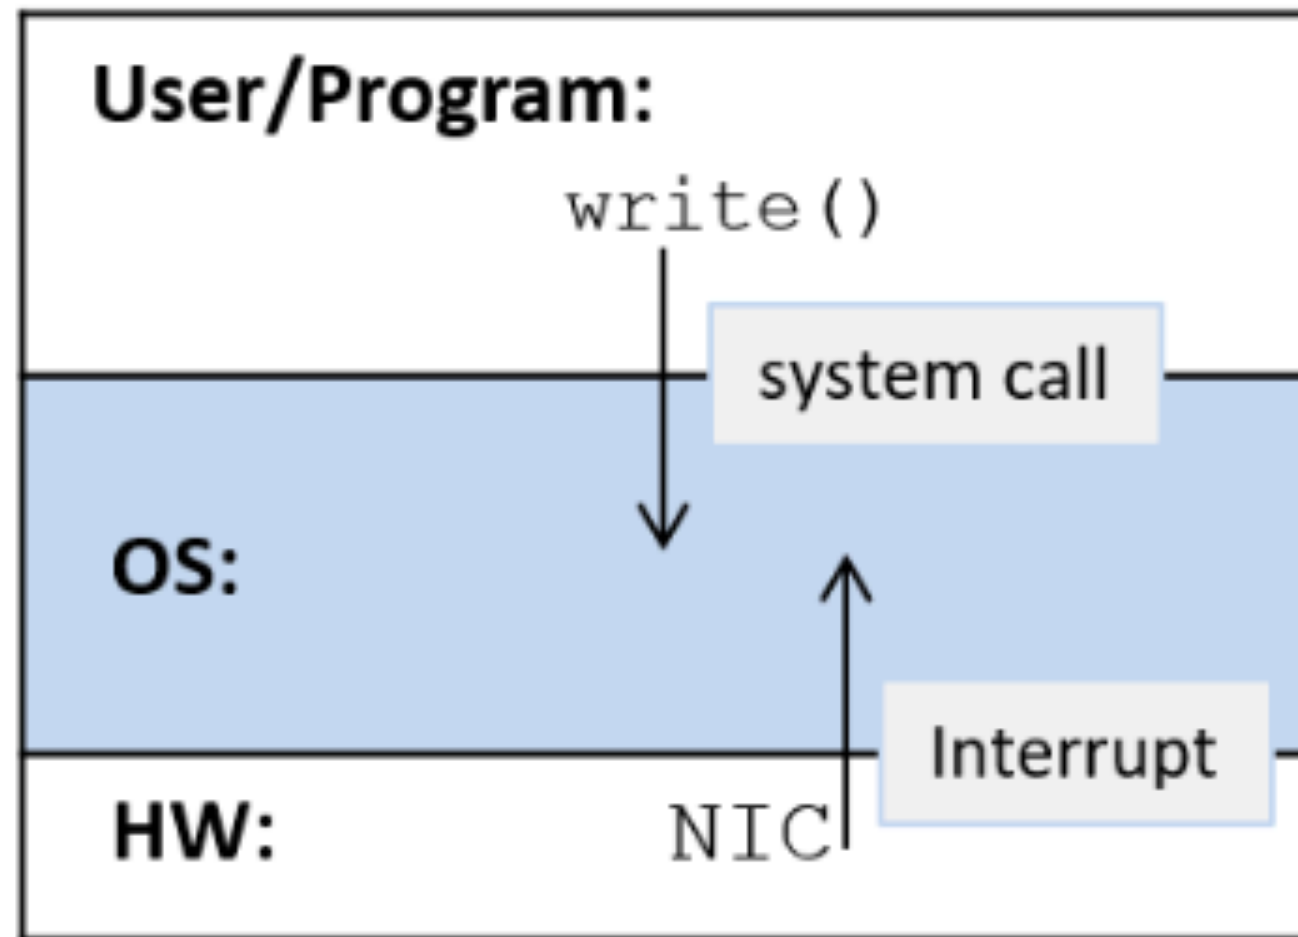 User/Program:
write()
system call
OS:
Interrupt
HW:
NIC